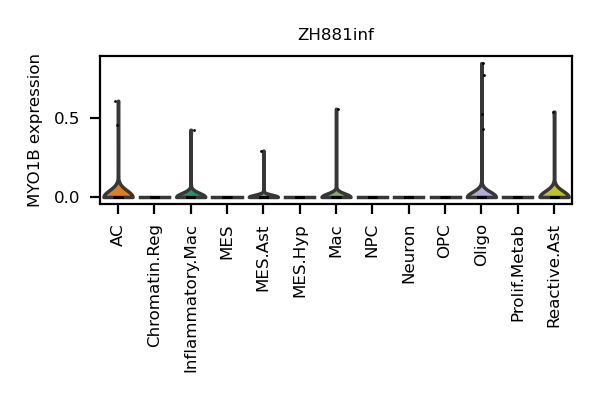 ZH881inf
MYO1B expression
0.5
0.0
AC
Chromatin.Reg
Inflammatory.Mac
MES
MES.Ast
MES.Hyp
Mac
NPC
Neuron
OPC
Oligo
Prolif.Metab
Reactive.Ast